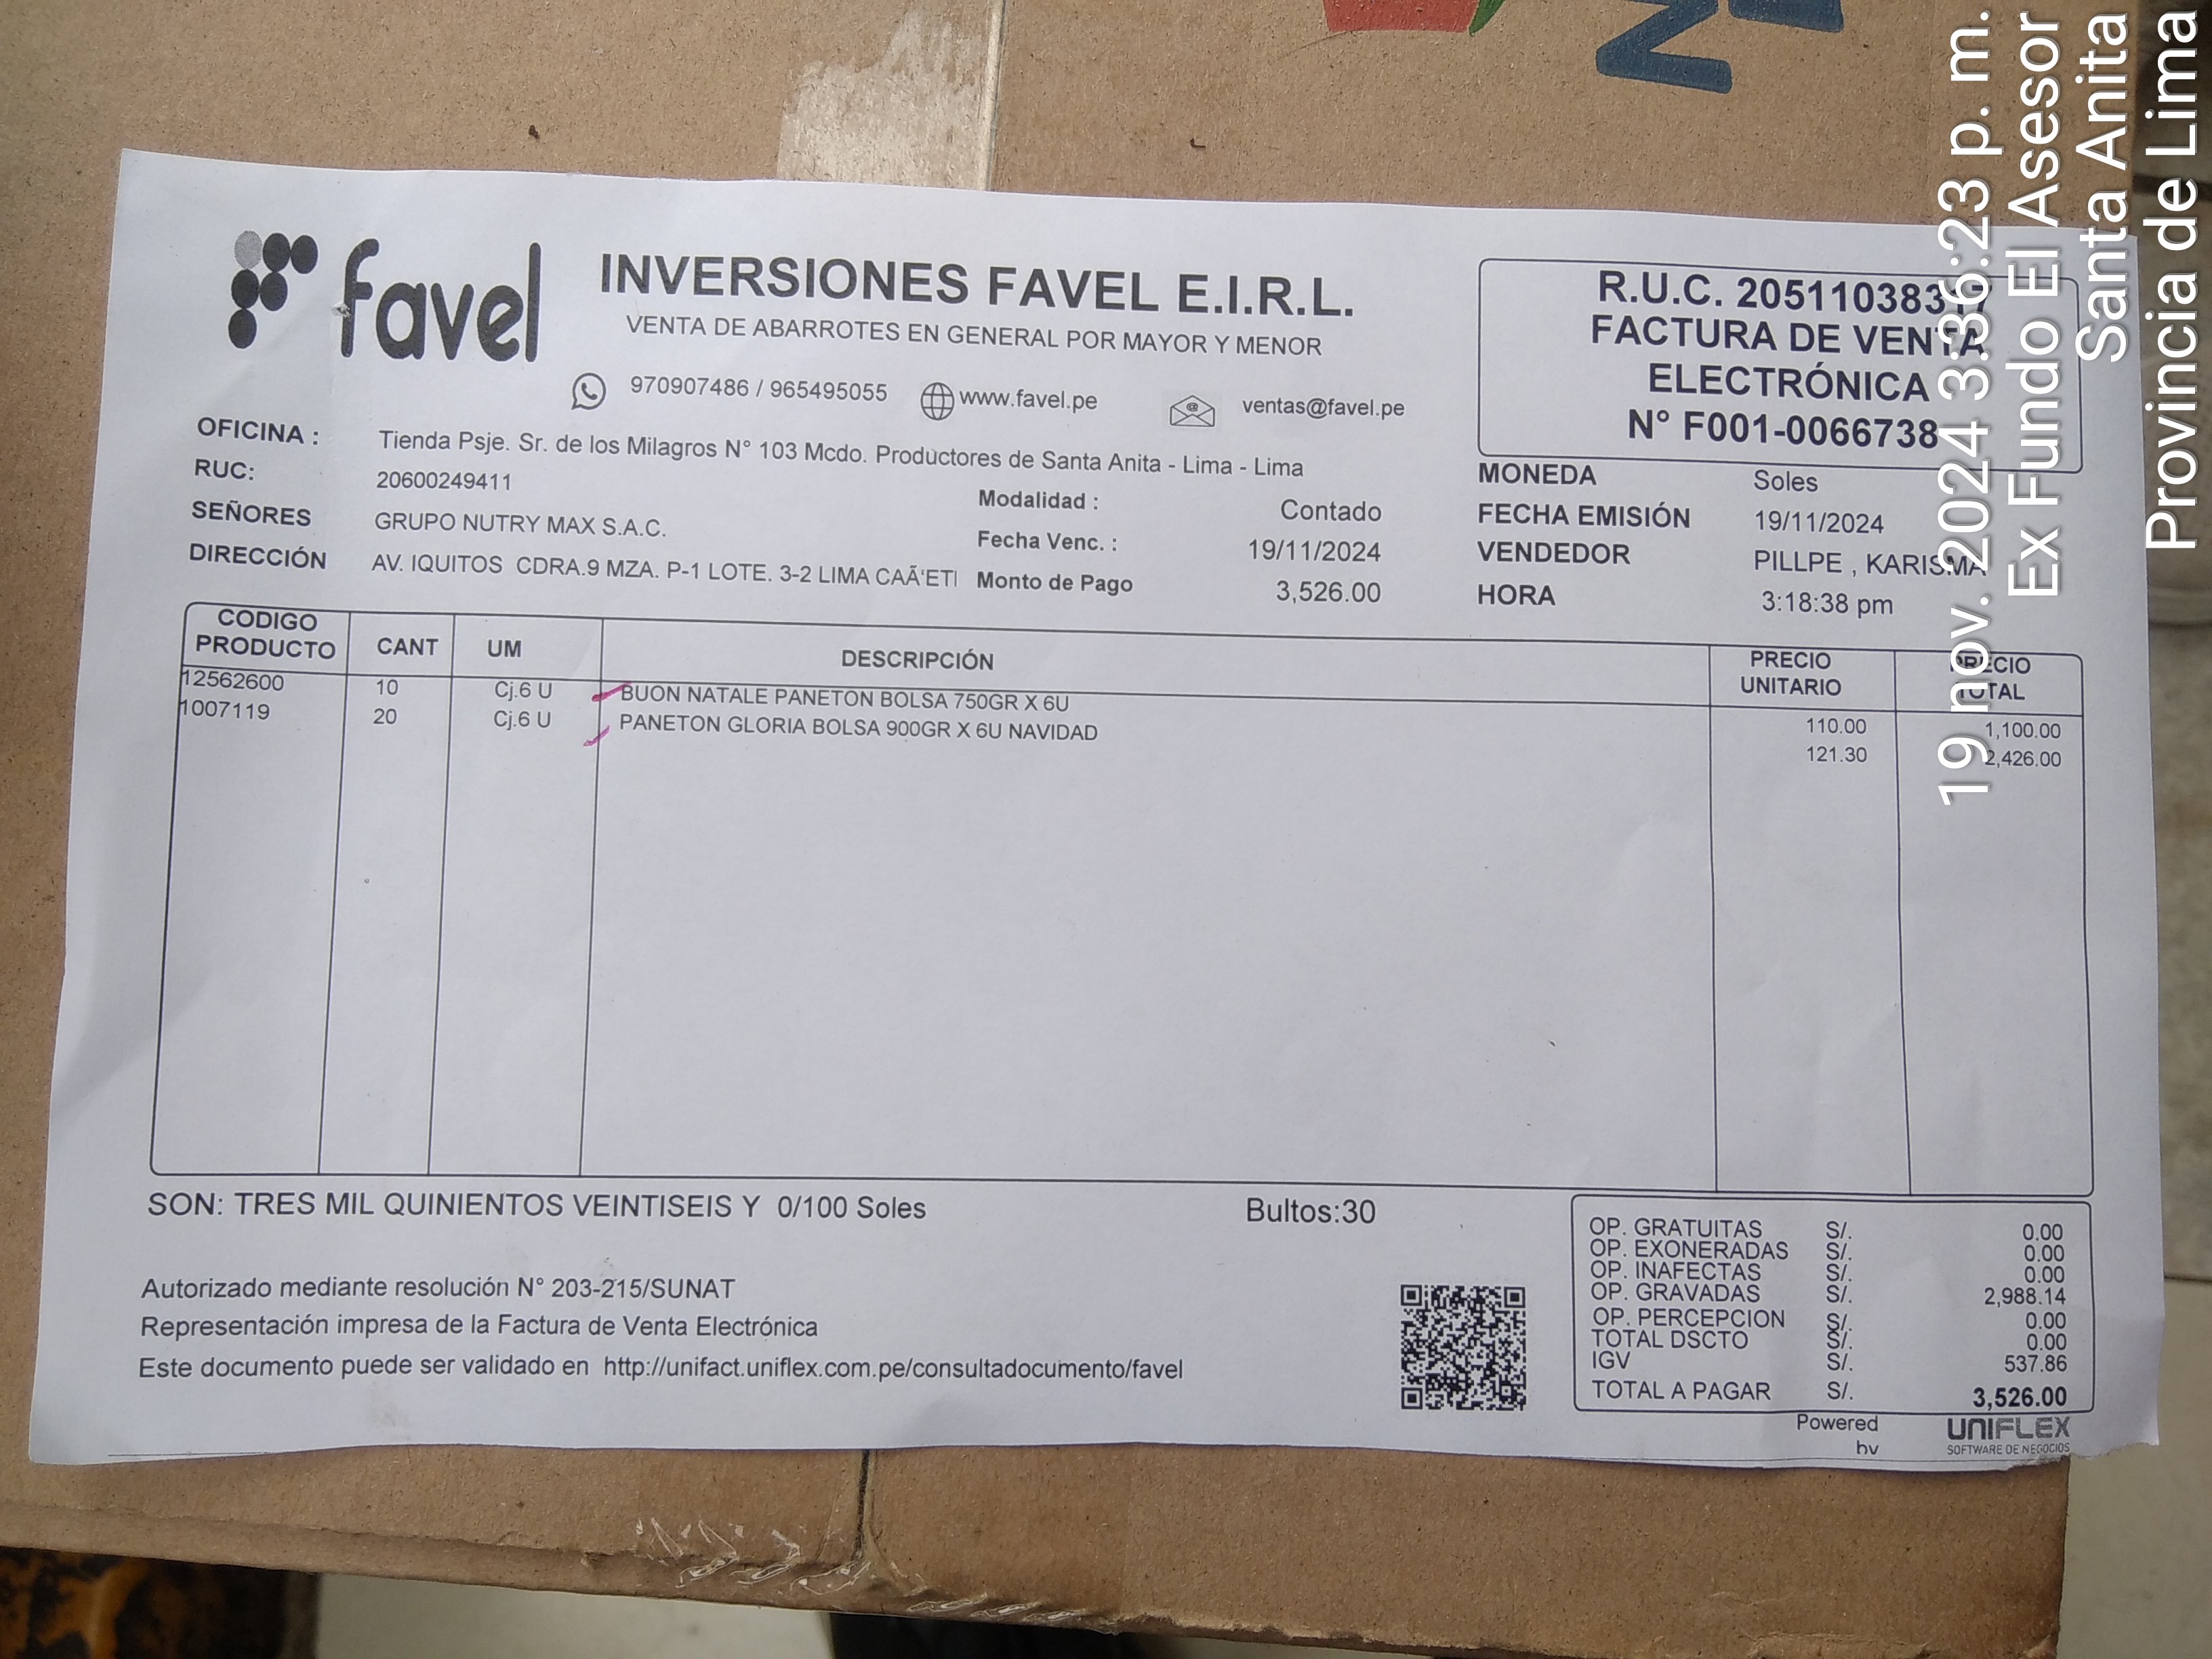 favel
INVERSIONES FAVEL E.I.R.L.
VENTA DE ABARROTES EN GENERAL POR MAYOR Y MENOR
970907486 / 965495055 www.favel.pe ventas@favel.pe
R.U.C. 205110383
FACTURA DE VENTA
ELECTRÓNICA
N° F001-0066738
OFICINA : Tienda Psje. Sr. de los Milagros N° 103 Mcdo. Productores de Santa Anita - Lima - Lima
RUC: 20600249411
SEÑORES GRUPO NUTRY MAX S.A.C.
DIRECCIÓN AV. IQUITOS CDRA.9 MZA. P-1 LOTE. 3-2 LIMA CAÃ'ETI
Modalidad : Contado
Fecha Venc. : 19/11/2024
Monto de Pago 3,526.00
MONEDA Soles
FECHA EMISIÓN 19/11/2024
VENDEDOR PILLPE , KARISMA
HORA 3:18:38 pm
CODIGO PRODUCTO CANT UM DESCRIPCIÓN PRECIO UNITARIO PRECIO TOTAL
12562600 10 Cj.6 U BUON NATALE PANETON BOLSA 750GR X 6U 110.00 1,100.00
1007119 20 Cj.6 U PANETON GLORIA BOLSA 900GR X 6U NAVIDAD 121.30 2,426.00
SON: TRES MIL QUINIENTOS VEINTISEIS Y 0/100 Soles
Bultos:30
Autorizado mediante resolución N° 203-215/SUNAT
Representación impresa de la Factura de Venta Electrónica
Este documento puede ser validado en http://unifact.uniflex.com.pe/consultadocumento/favel
OP. GRATUITAS S/. 0.00
OP. EXONERADAS S/. 0.00
OP. INAFECTAS S/. 0.00
OP. GRAVADAS S/. 2,988.14
OP. PERCEPCION S/. 0.00
TOTAL DSCTO S/. 0.00
IGV S/. 537.86
TOTAL A PAGAR S/. 3,526.00
Powered
hv
UNIFLEX
SOFTWARE DE NEGOCIOS
19 nov. 2024 3:36:23 p. m.
Ex Fundo El Asesor
Santa Anita
Provincia de Lima